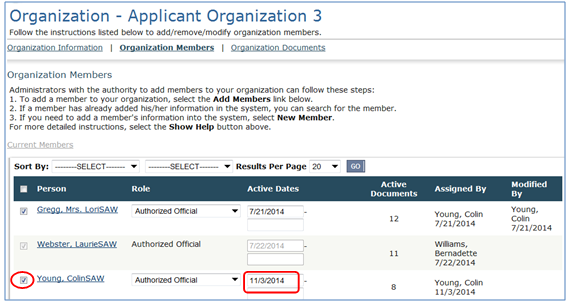 Organization - Applicant Organization 3
Follow the instructions listed below to add/remove/modify organization members.
Organization Information | Organization Members | Organization Documents
Organization Members
Administrators with the authority to add members to your organization can follow these steps:
1. To add a member to your organization, select the Add Members link below.
2. If a member has already added his/her information in the system, you can search for the member.
3. If you need to add a member's information into the system, select New Member.
For more detailed instructions, select the Show Help button above.
Current Members
Sort By: --------SELECT------- --------SELECT------- Results Per Page 20 GO
Person Role Active Dates Active Documents Assigned By Modified By
Gregg, Mrs. LoriSAW Authorized Official 7/21/2014 - 12 Young, Colin 7/21/2014 Young, Colin 7/21/2014
Webster, LaurieSAW Authorized Official 7/22/2014 - 11 Williams, Bernadette 7/22/2014
Young, ColinSAW Authorized Official 11/3/2014 - 8 Young, Colin 11/3/2014